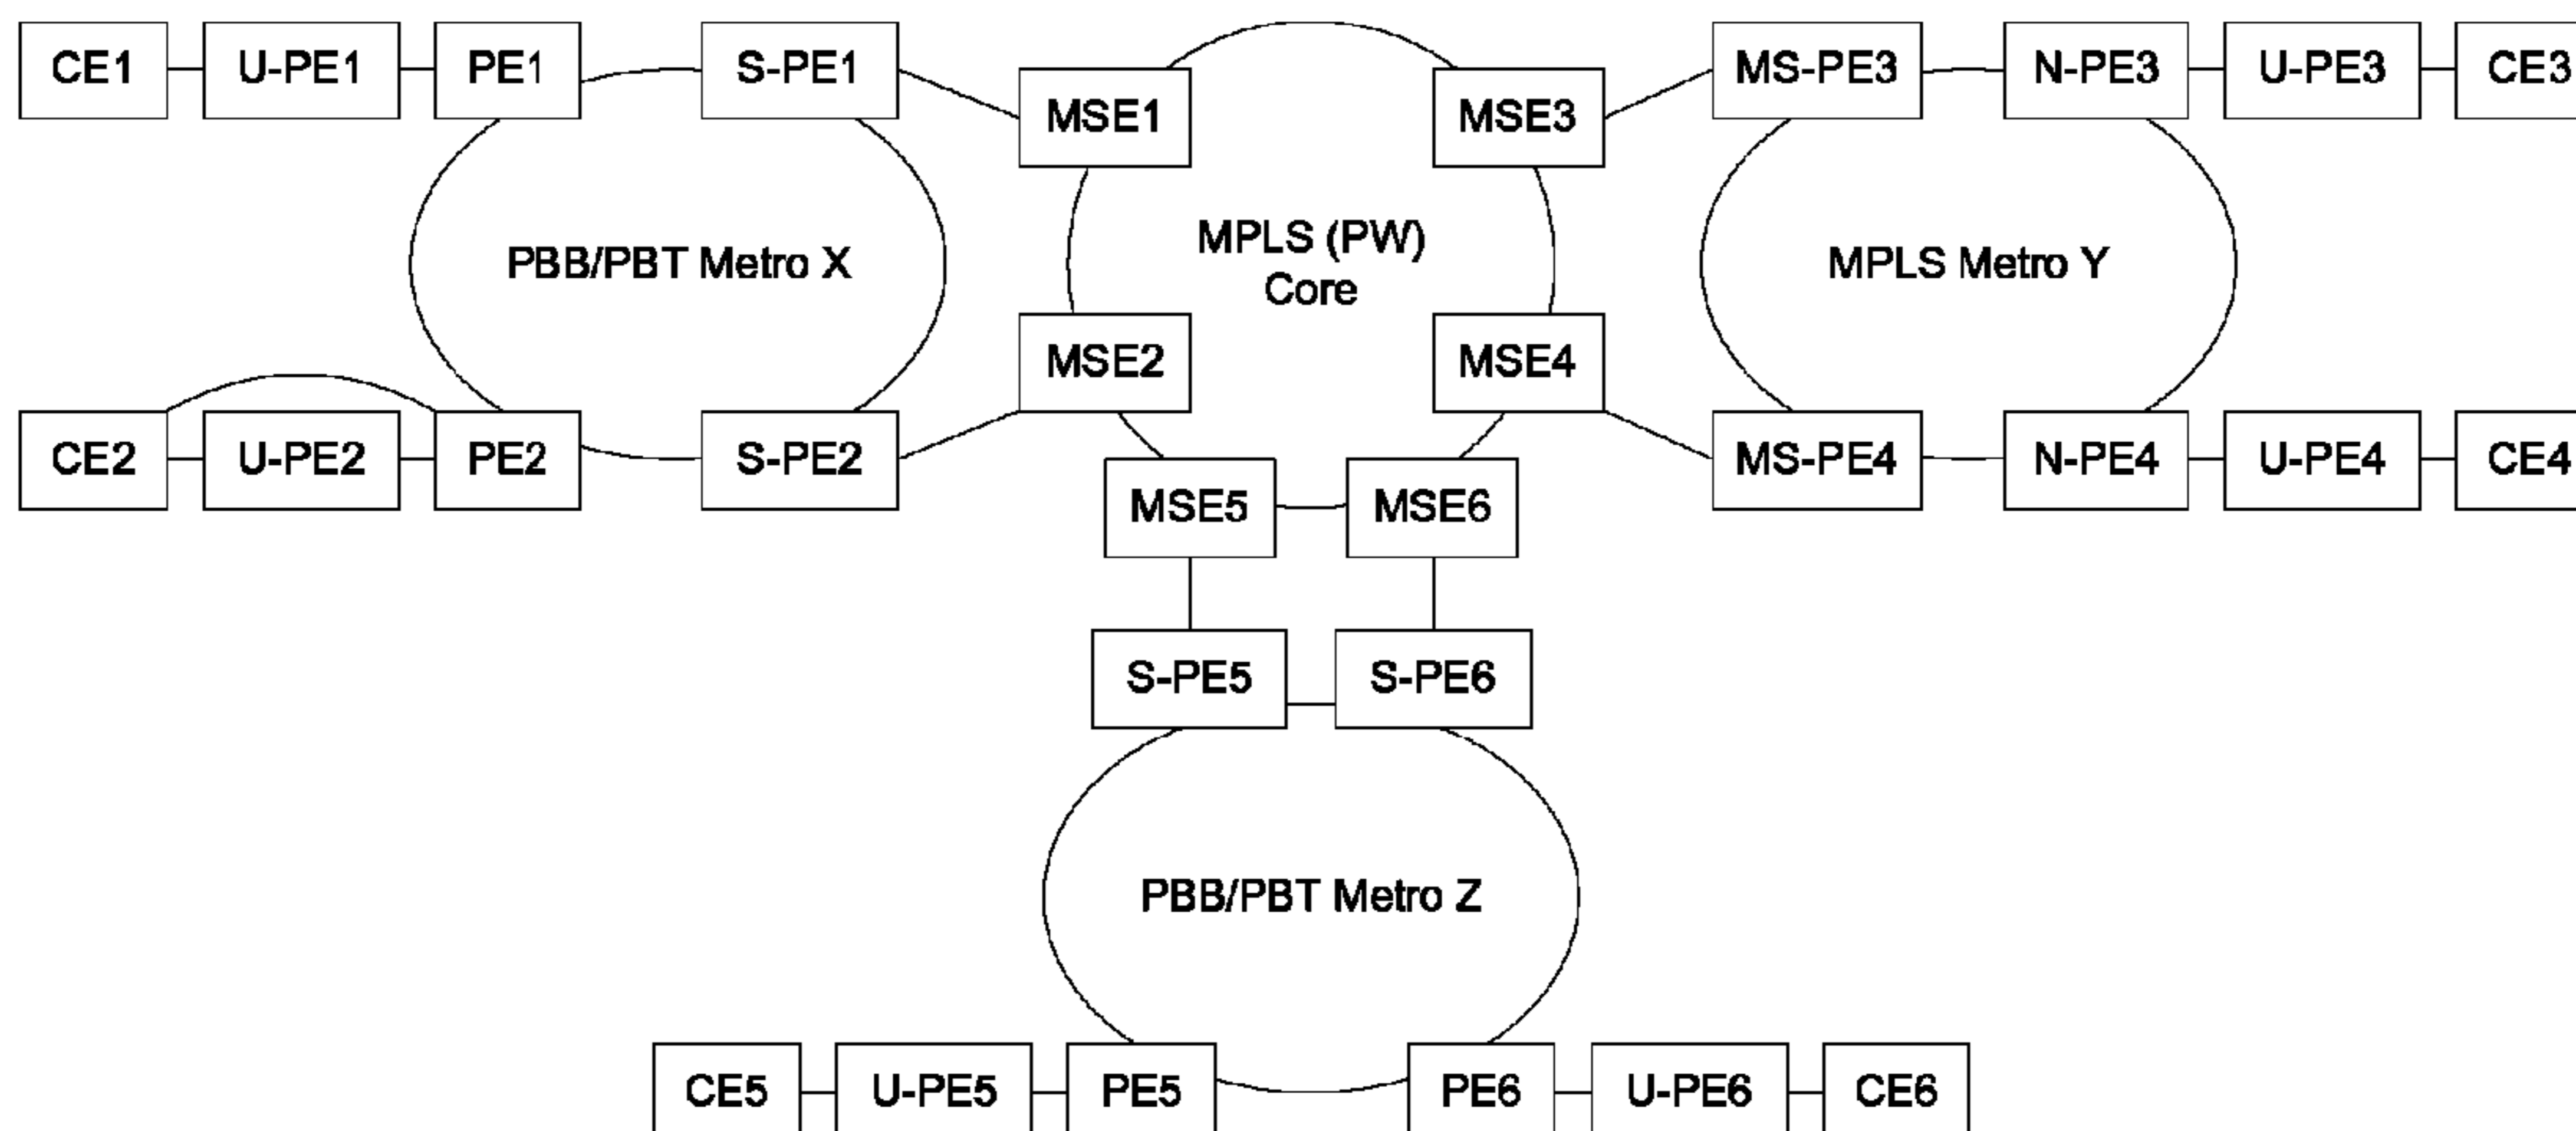 CE1 U-PE1 PE1 S-PE1 MS-PE3 N-PE3 U-PE3 CE3
MSE1 MSE3
PBB/PBT Metro X MPLS (PW) MPLS Metro Y
Core
MSE2 MSE4
CE2 U-PE2 PE2 S-PE2 MS-PE4 N-PE4 U-PE4 CE4
MSE5 MSE6
S-PE5 S-PE6
PBB/PBT Metro Z
CE5 U-PE5 PE5 PE6 U-PE6 CE6